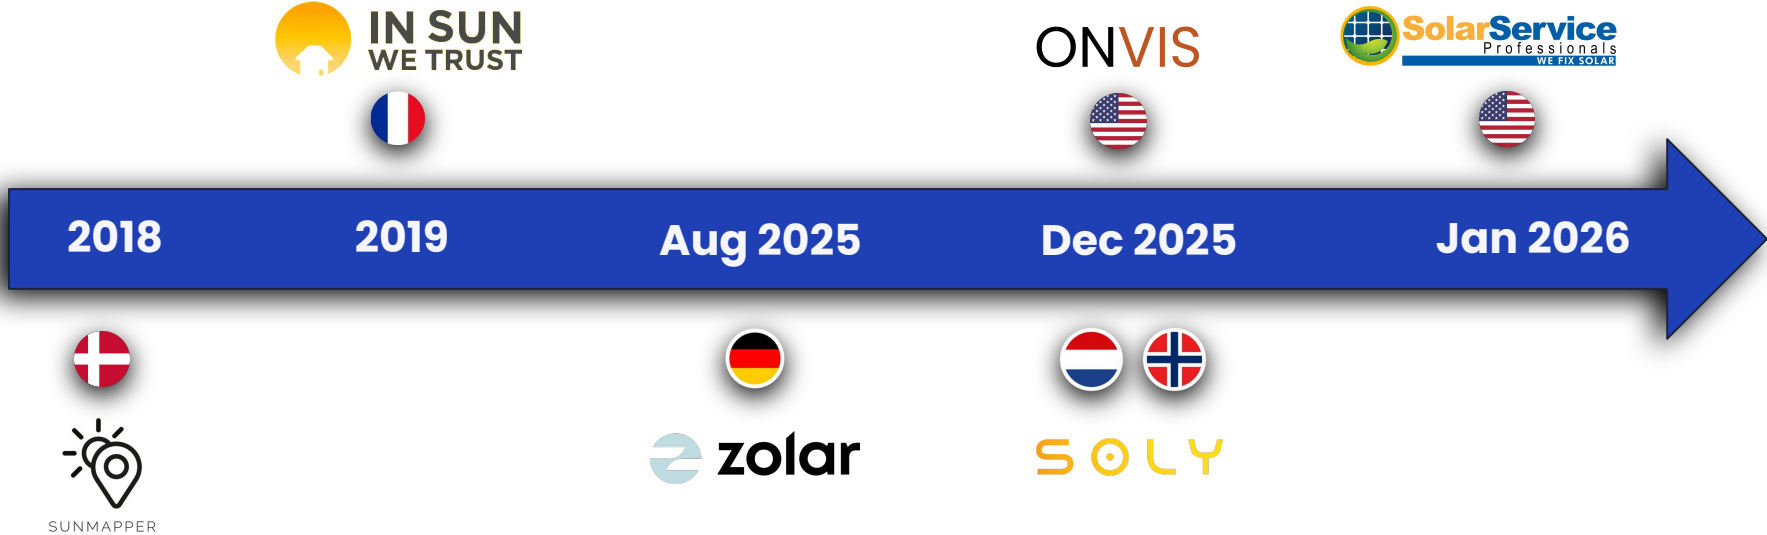 IN SUN
WE TRUST
ONVIS
SolarService
Professionals
WE FIX SOLAR
2018
2019
Aug 2025
Dec 2025
Jan 2026
SUNMAPPER
zolar
SOLY